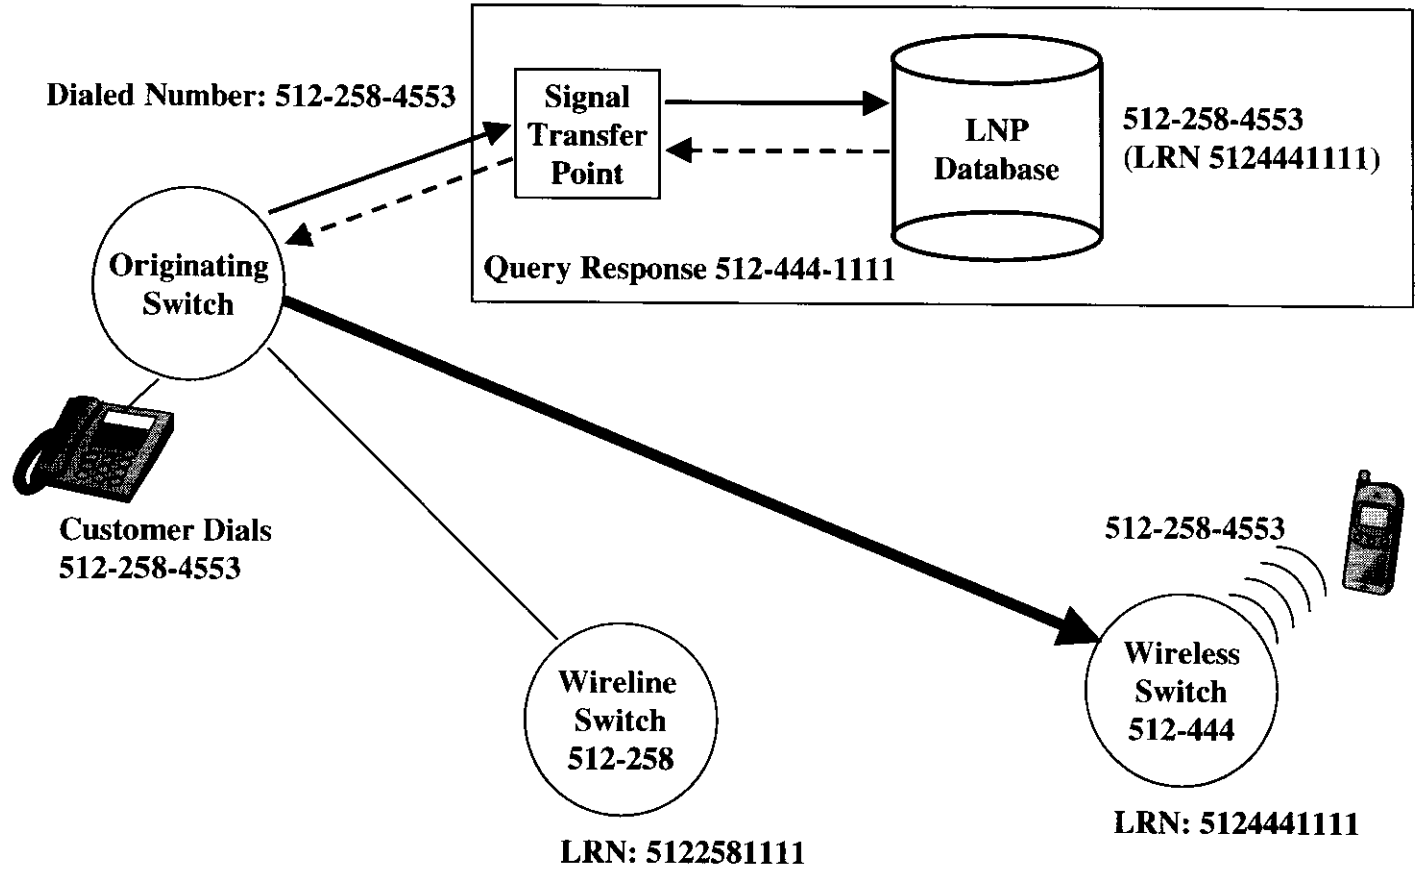 Dialed Number: 512-258-4553
Signal
Transfer
Point
LNP
Database
512-258-4553
(LRN 5124441111)
Query Response 512-444-1111
Originating
Switch
Customer Dials
512-258-4553
512-258-4553
Wireline
Switch
512-258
LRN: 5122581111
Wireless
Switch
512-444
LRN: 5124441111